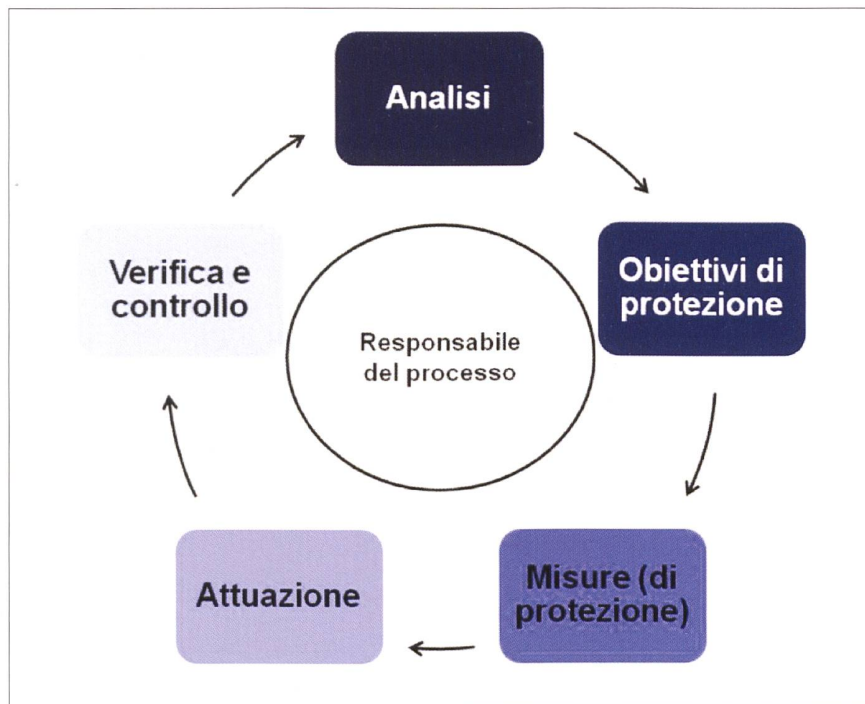 Analisi
Obiettivi di
protezione
Misure (di
protezione)
Attuazione
Verifica e
controllo
Responsabile
del processo